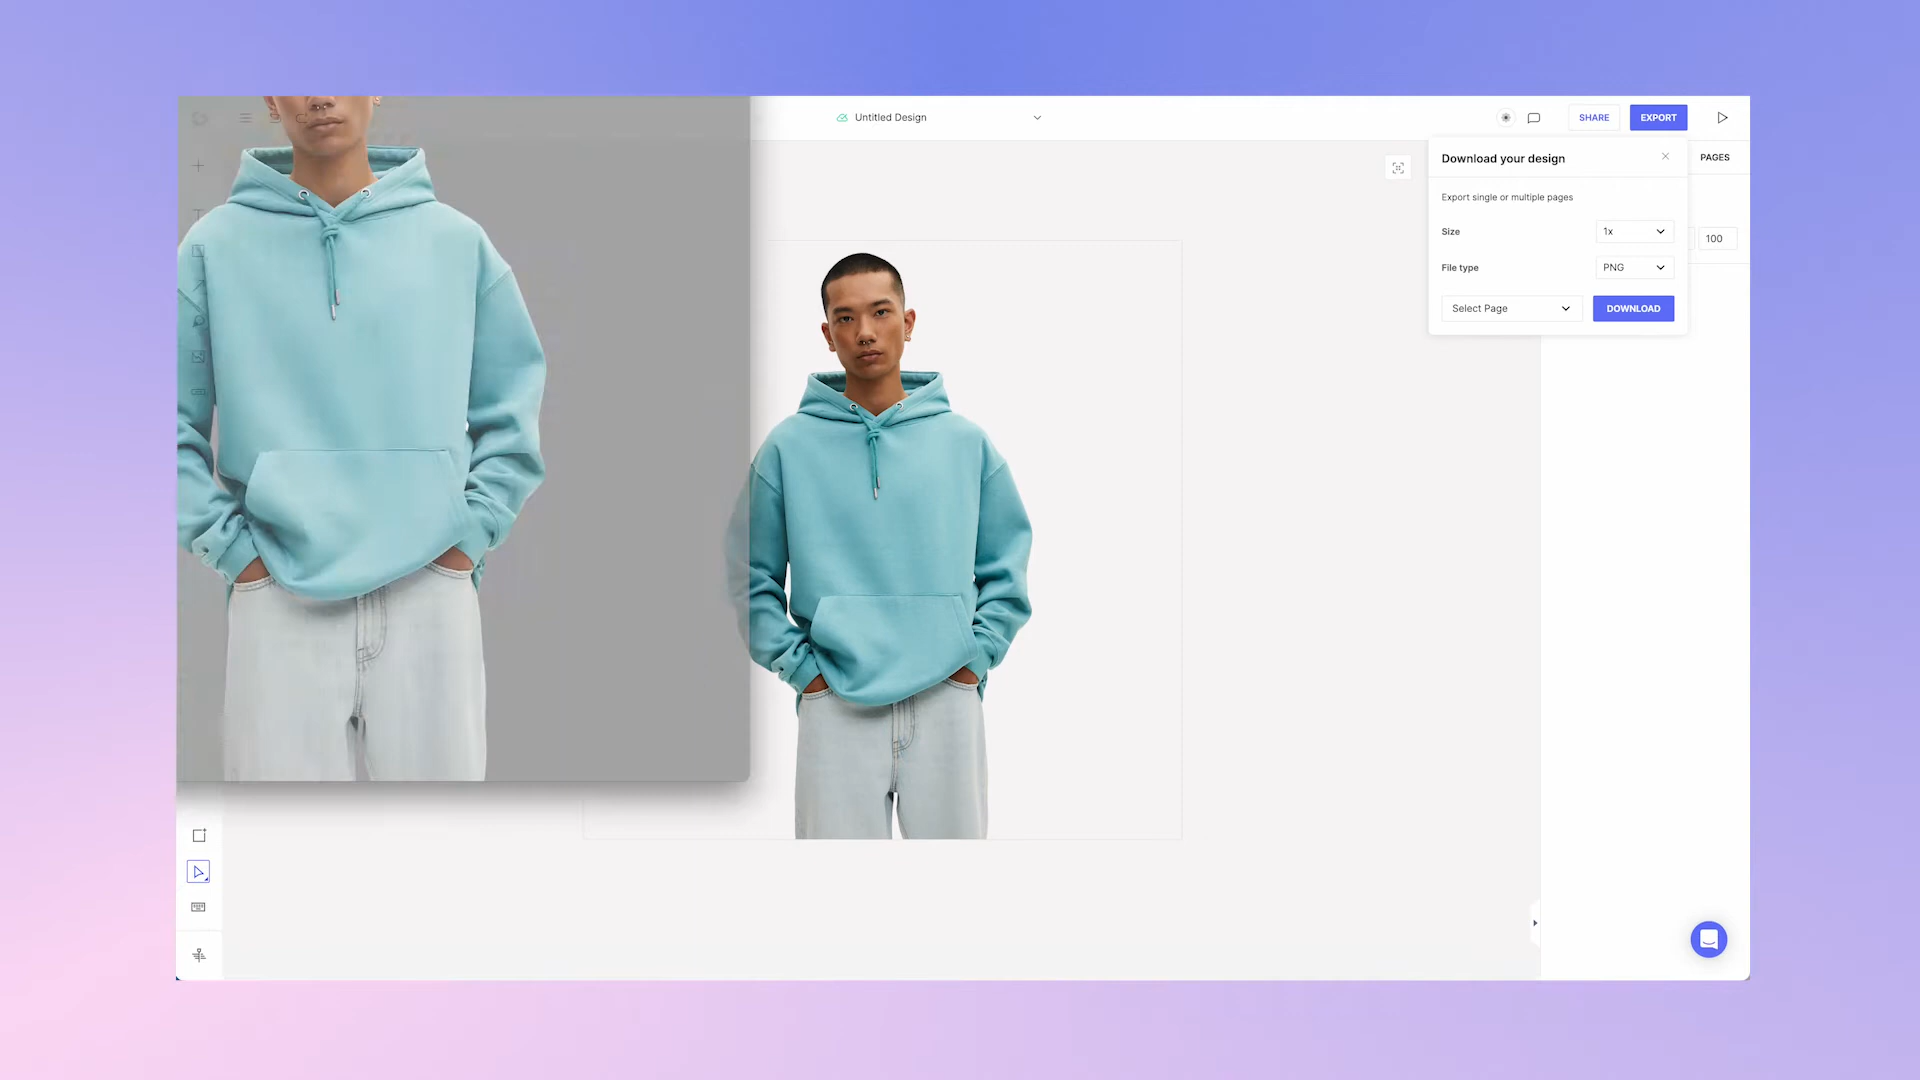 Untitled Design
SHARE
EXPORT
Download your design
PAGES
Export single or multiple pages
Size
1x
100
File type
PNG
Select Page
DOWNLOAD